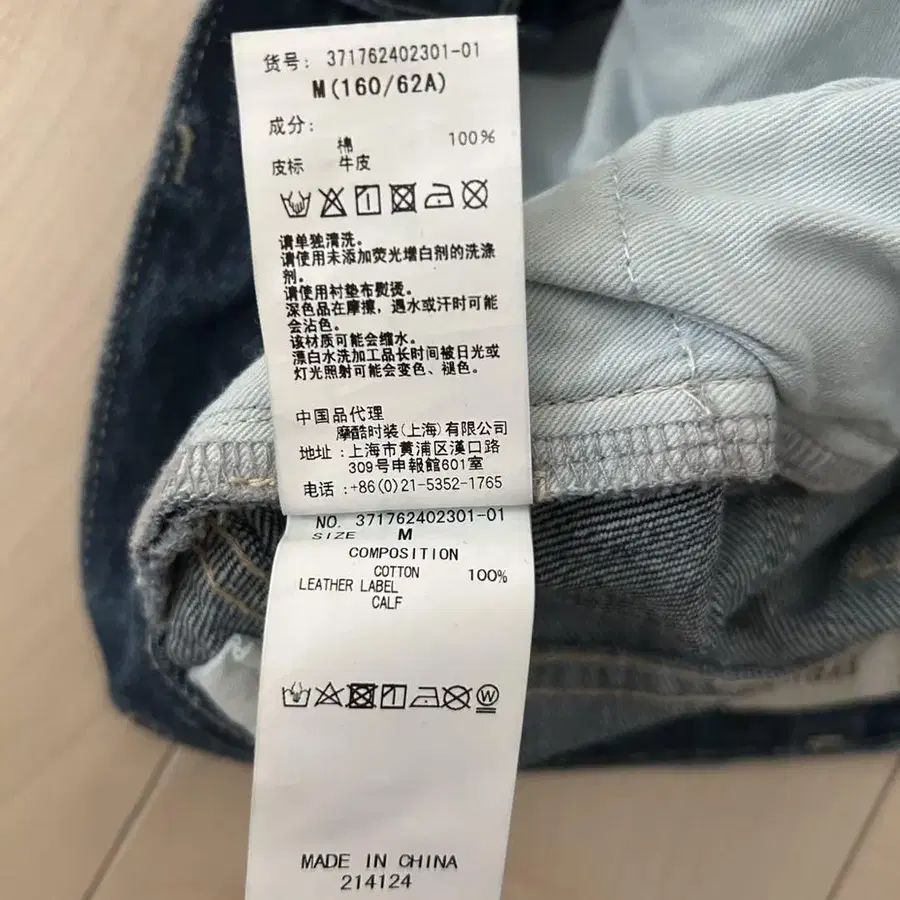 货号: 371762402301-01
M(160/62A)
成分:
棉 100%
皮标 牛皮
请单独清洗。
请使用未添加荧光增白剂的洗涤
剂。
请使用衬垫布熨烫。
深色品在摩擦，遇水或汗时可能
会沾色。
该材质可能会缩水。
漂白水洗加工品长时间被日光或
灯光照射可能会变色、褪色。
中国品代理
摩酷时装(上海)有限公司
地址:上海市黄浦区漢口路
309号申報館601室
电话:+86(0)21-5352-1765
NO. 371762402301-01
SIZE M
COMPOSITION
COTTON 100%
LEATHER LABEL
CALF
W
MADE IN CHINA
214124